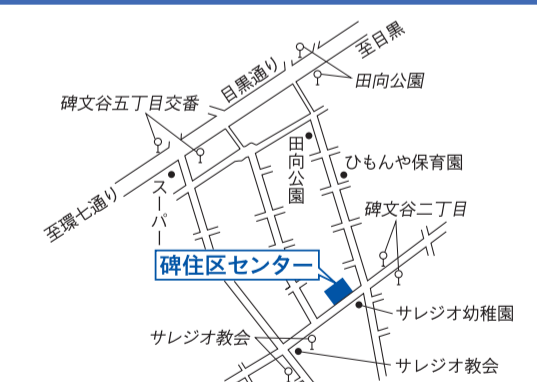 至目黒
目黒通り
田向公園
碑文谷五丁目交番
田向公園
ひもんや保育園
スーパー
至環七通り
碑文谷二丁目
碑住区センター
サレジオ幼稚園
サレジオ教会
サレジオ教会